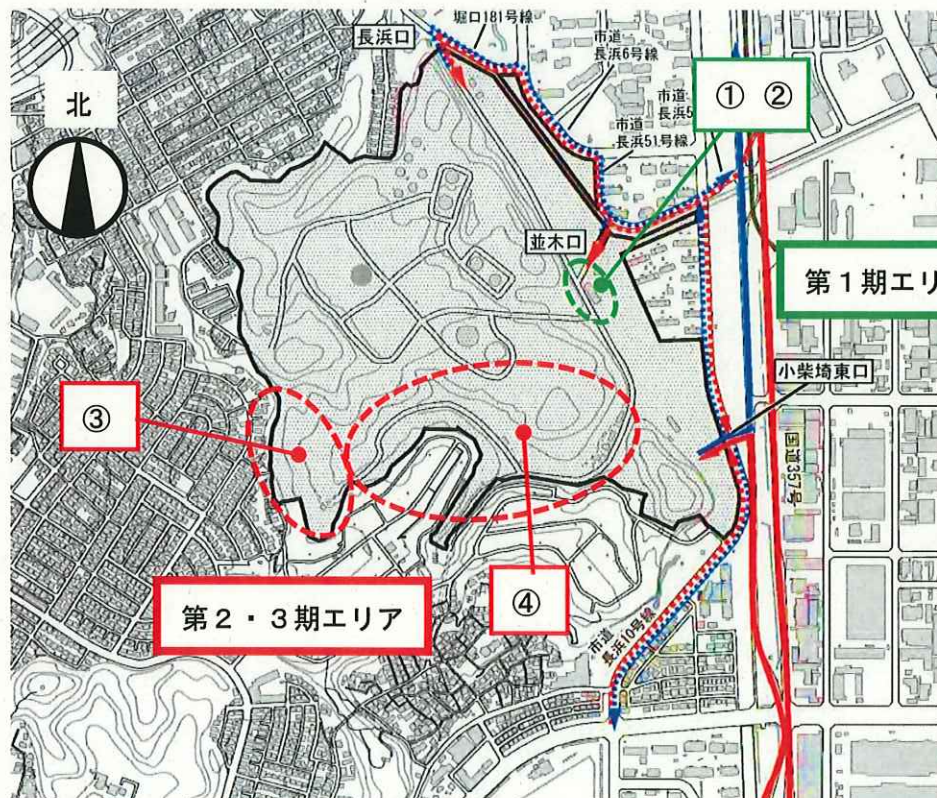 堀口181号線
長浜口
市道
長浜6号線
北
市道
長浜5
① ②
市道
長浜51号線
並木口
第1期エリ
小柴埼東口
③
国道357号
④
第2・3期エリア
市道
長浜10号線